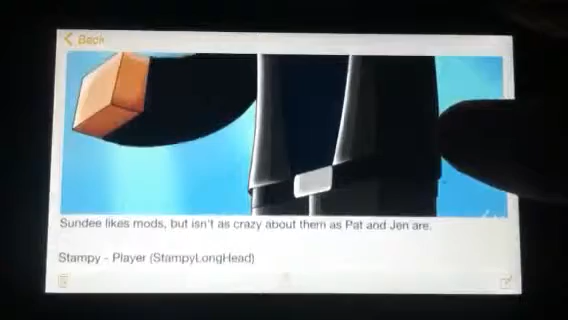 Back
Sundee likes mods, but isn't as crazy about them as Pat and Jen are.
Stampy - Player (StampyLongHead)